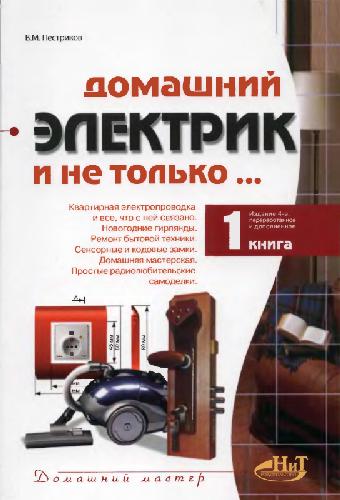 В.М. Пестриков
ДОМАШНИЙ
ЭЛЕКТРИК
И НЕ ТОЛЬКО ...
Квартирная электропроводка
и все, что с ней связано.
Новогодние гирлянды.
Ремонт бытовой техники.
Сенсорные и кодовые замки.
Домашняя мастерская.
Простые радиолюбительские
самоделки.
1
Издание 4-е,
переработанное
и дополненное
КНИГА
Домашний мастер
НиТ